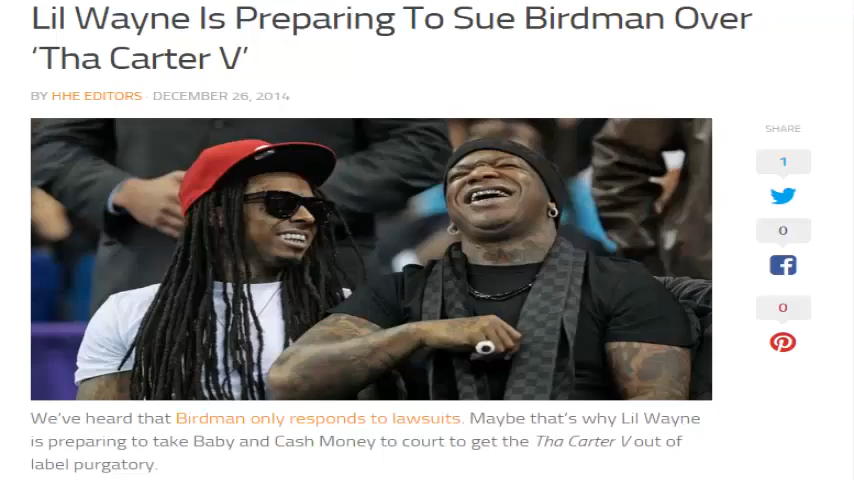 Lil Wayne Is Preparing To Sue Birdman Over
‘Tha Carter V’
BY HHE EDITORS · DECEMBER 26, 2014
SHARE
1
0
0
We’ve heard that Birdman only responds to lawsuits. Maybe that’s why Lil Wayne
is preparing to take Baby and Cash Money to court to get the Tha Carter V out of
label purgatory.